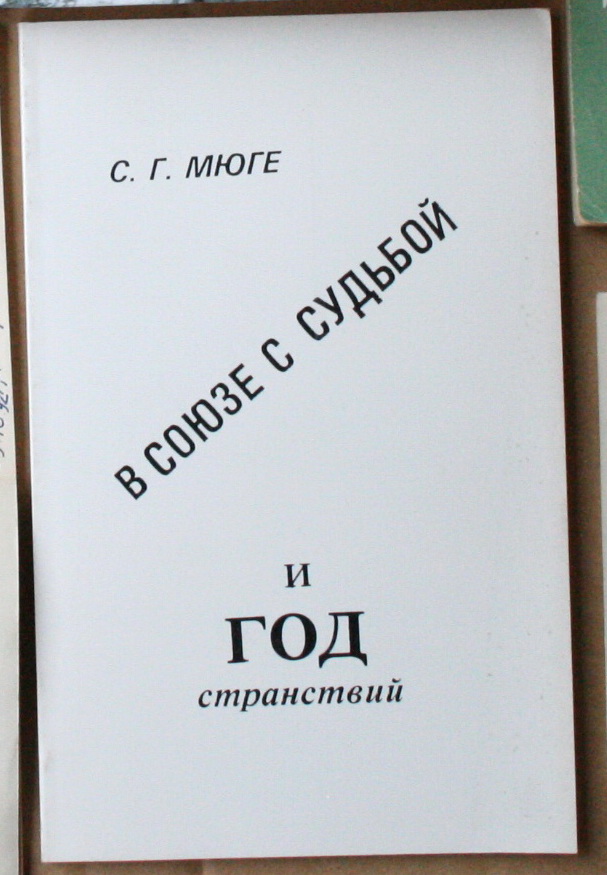 С. Г. МЮГЕ
В СОЮЗЕ С СУДЬБОЙ
И
ГОД
странствий